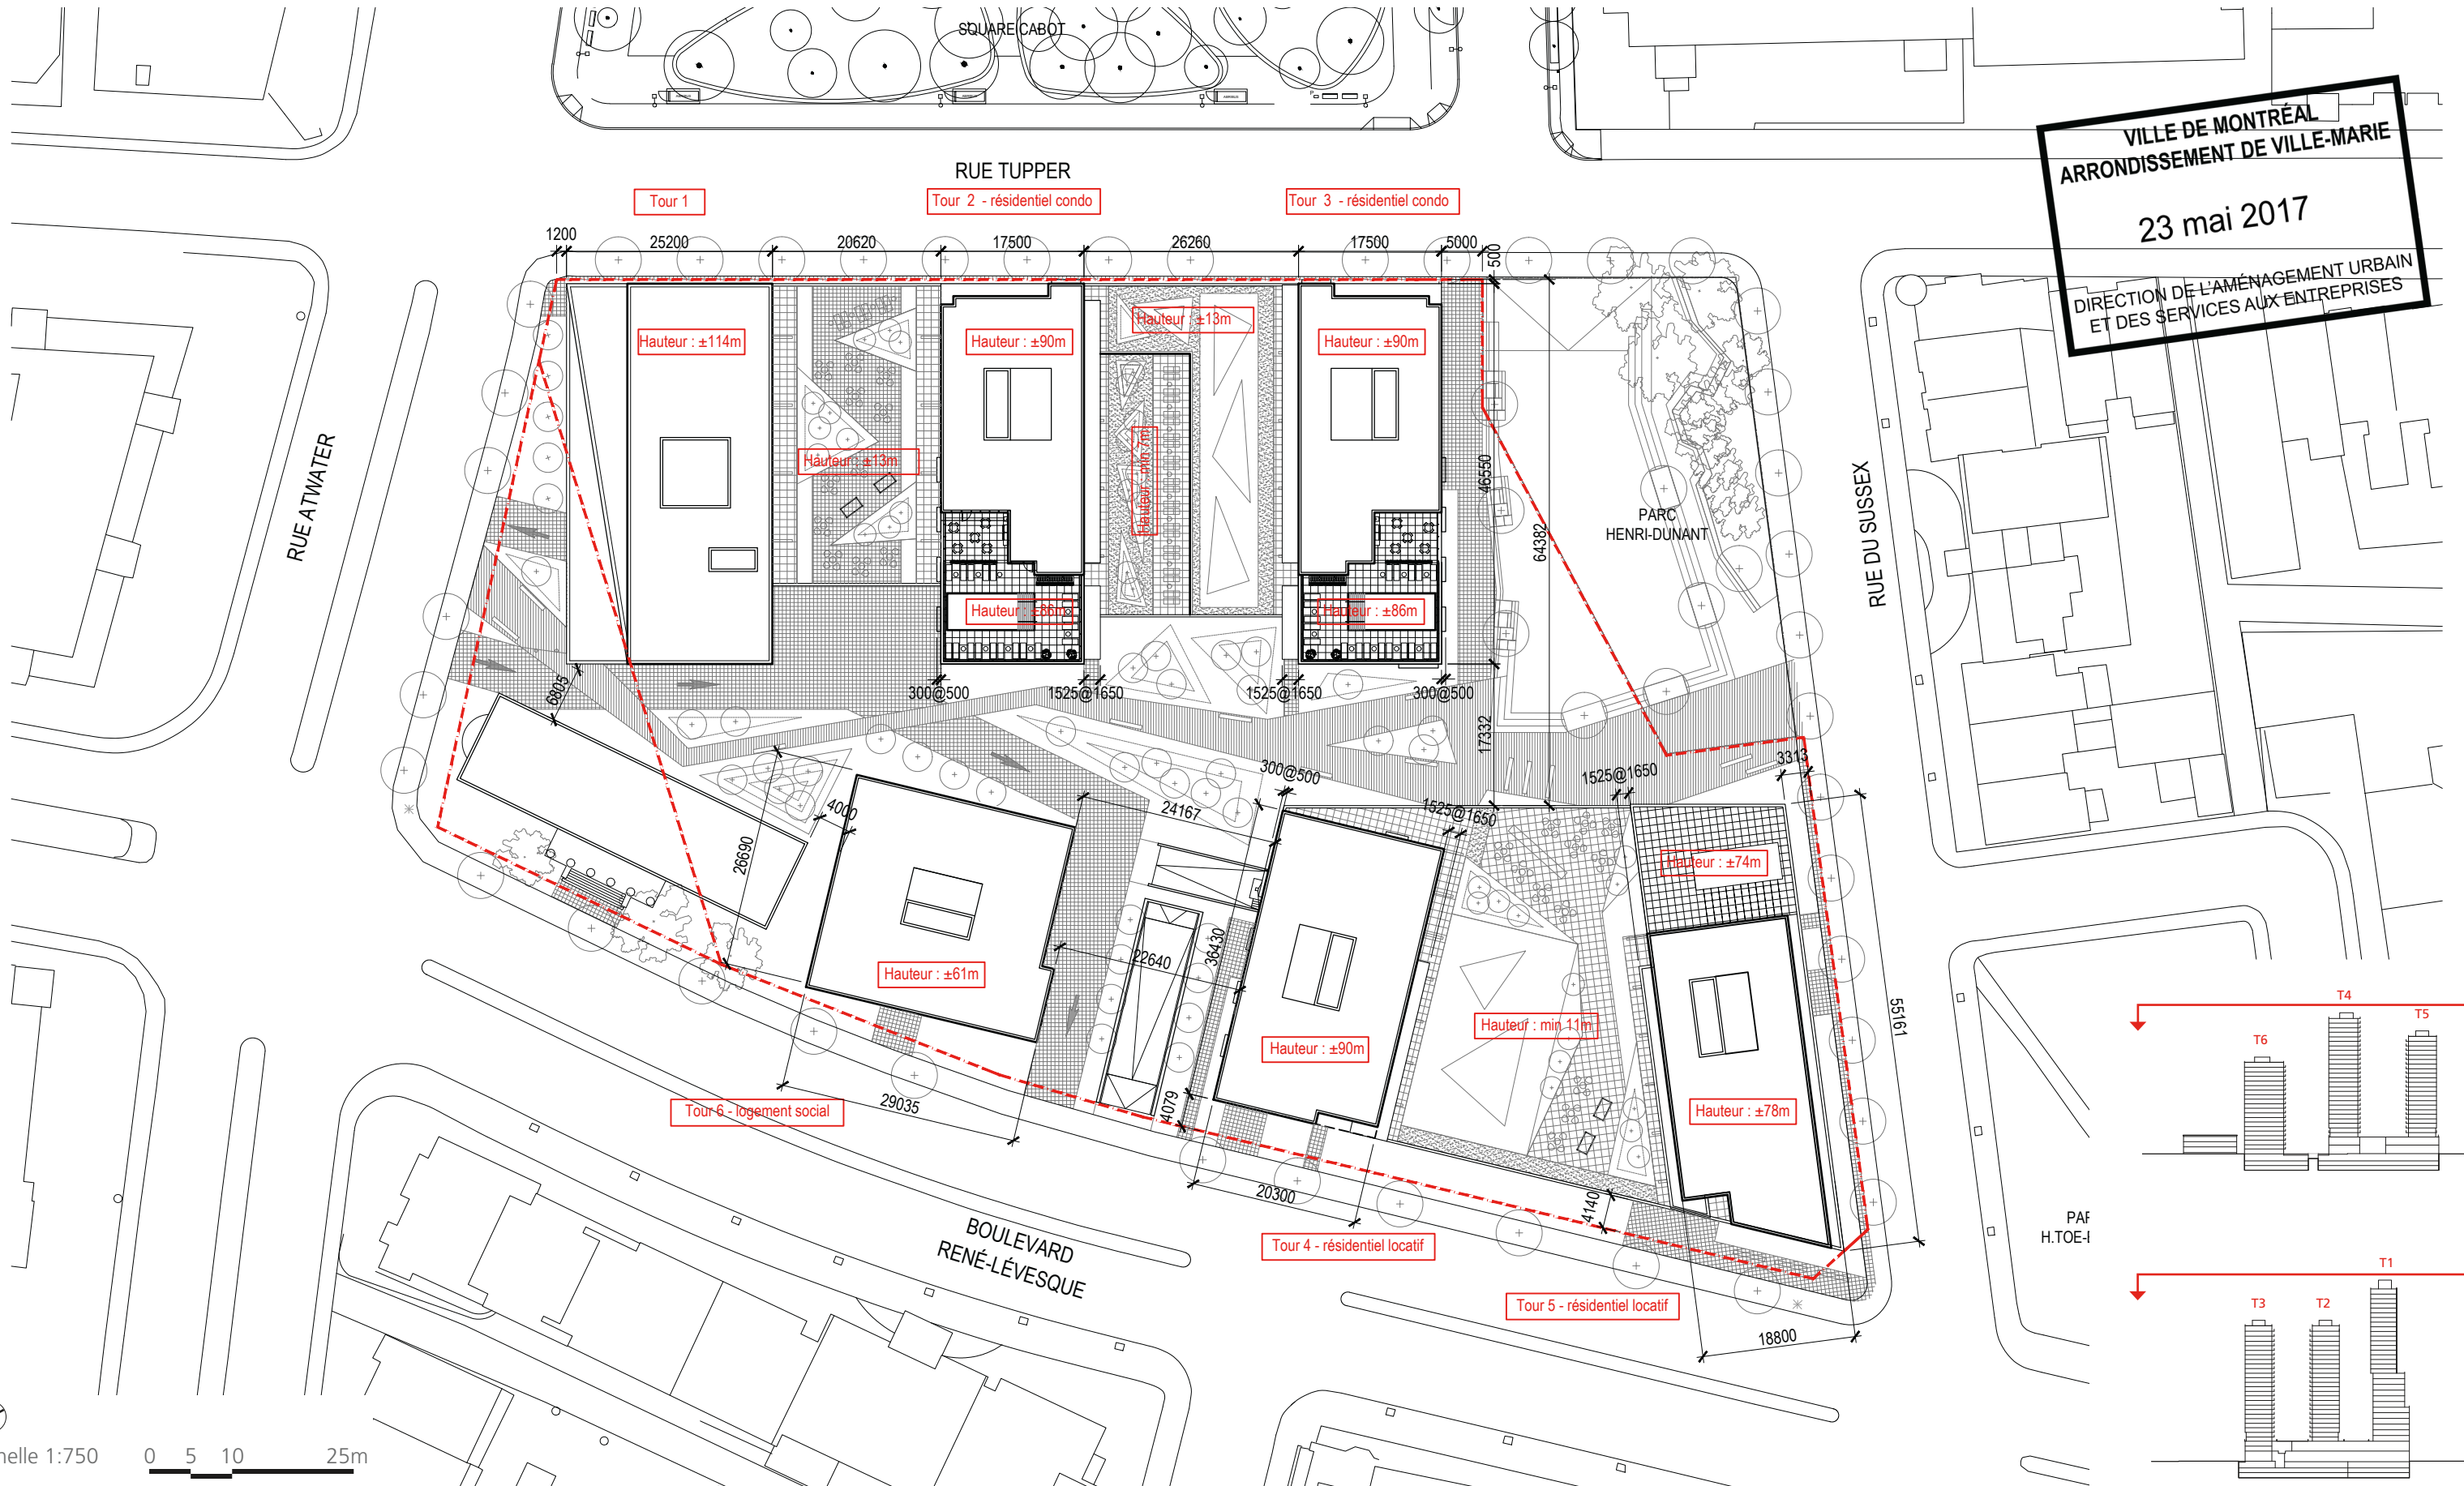 SQUARE CABOT
VILLE DE MONTRÉAL
ARRONDISSEMENT DE VILLE-MARIE
23 mai 2017
DIRECTION DE L'AMÉNAGEMENT URBAIN
ET DES SERVICES AUX ENTREPRISES
RUE TUPPER
Tour 1
Tour 2 - résidentiel condo
Tour 3 - résidentiel condo
1200
25200
20620
17500
26260
17500
5000
500
Hauteur : ±114m
Hauteur : ±90m
Hauteur : ±13m
Hauteur : ±90m
Hauteur : ±13m
Hauteur : min 7m
46550
64382
RUE ATWATER
RUE DU SUSSEX
PARC
HENRI-DUNANT
Hauteur : ±86m
Hauteur : ±86m
6805
300@500
1525@1650
1525@1650
300@500
17332
300@500
1525@1650
3313
4000
24167
1525@1650
26690
Hauteur : ±74m
36430
22640
Hauteur : ±61m
Hauteur : min 11m
Hauteur : ±90m
55161
Hauteur : ±78m
4079
29035
Tour 6 - logement social
20300
4140
Tour 4 - résidentiel locatif
Tour 5 - résidentiel locatif
18800
BOULEVARD
RENÉ-LÉVESQUE
T4
T5
T6
H.TOE-
T1
T3
T2
1:750
0 5 10 25m